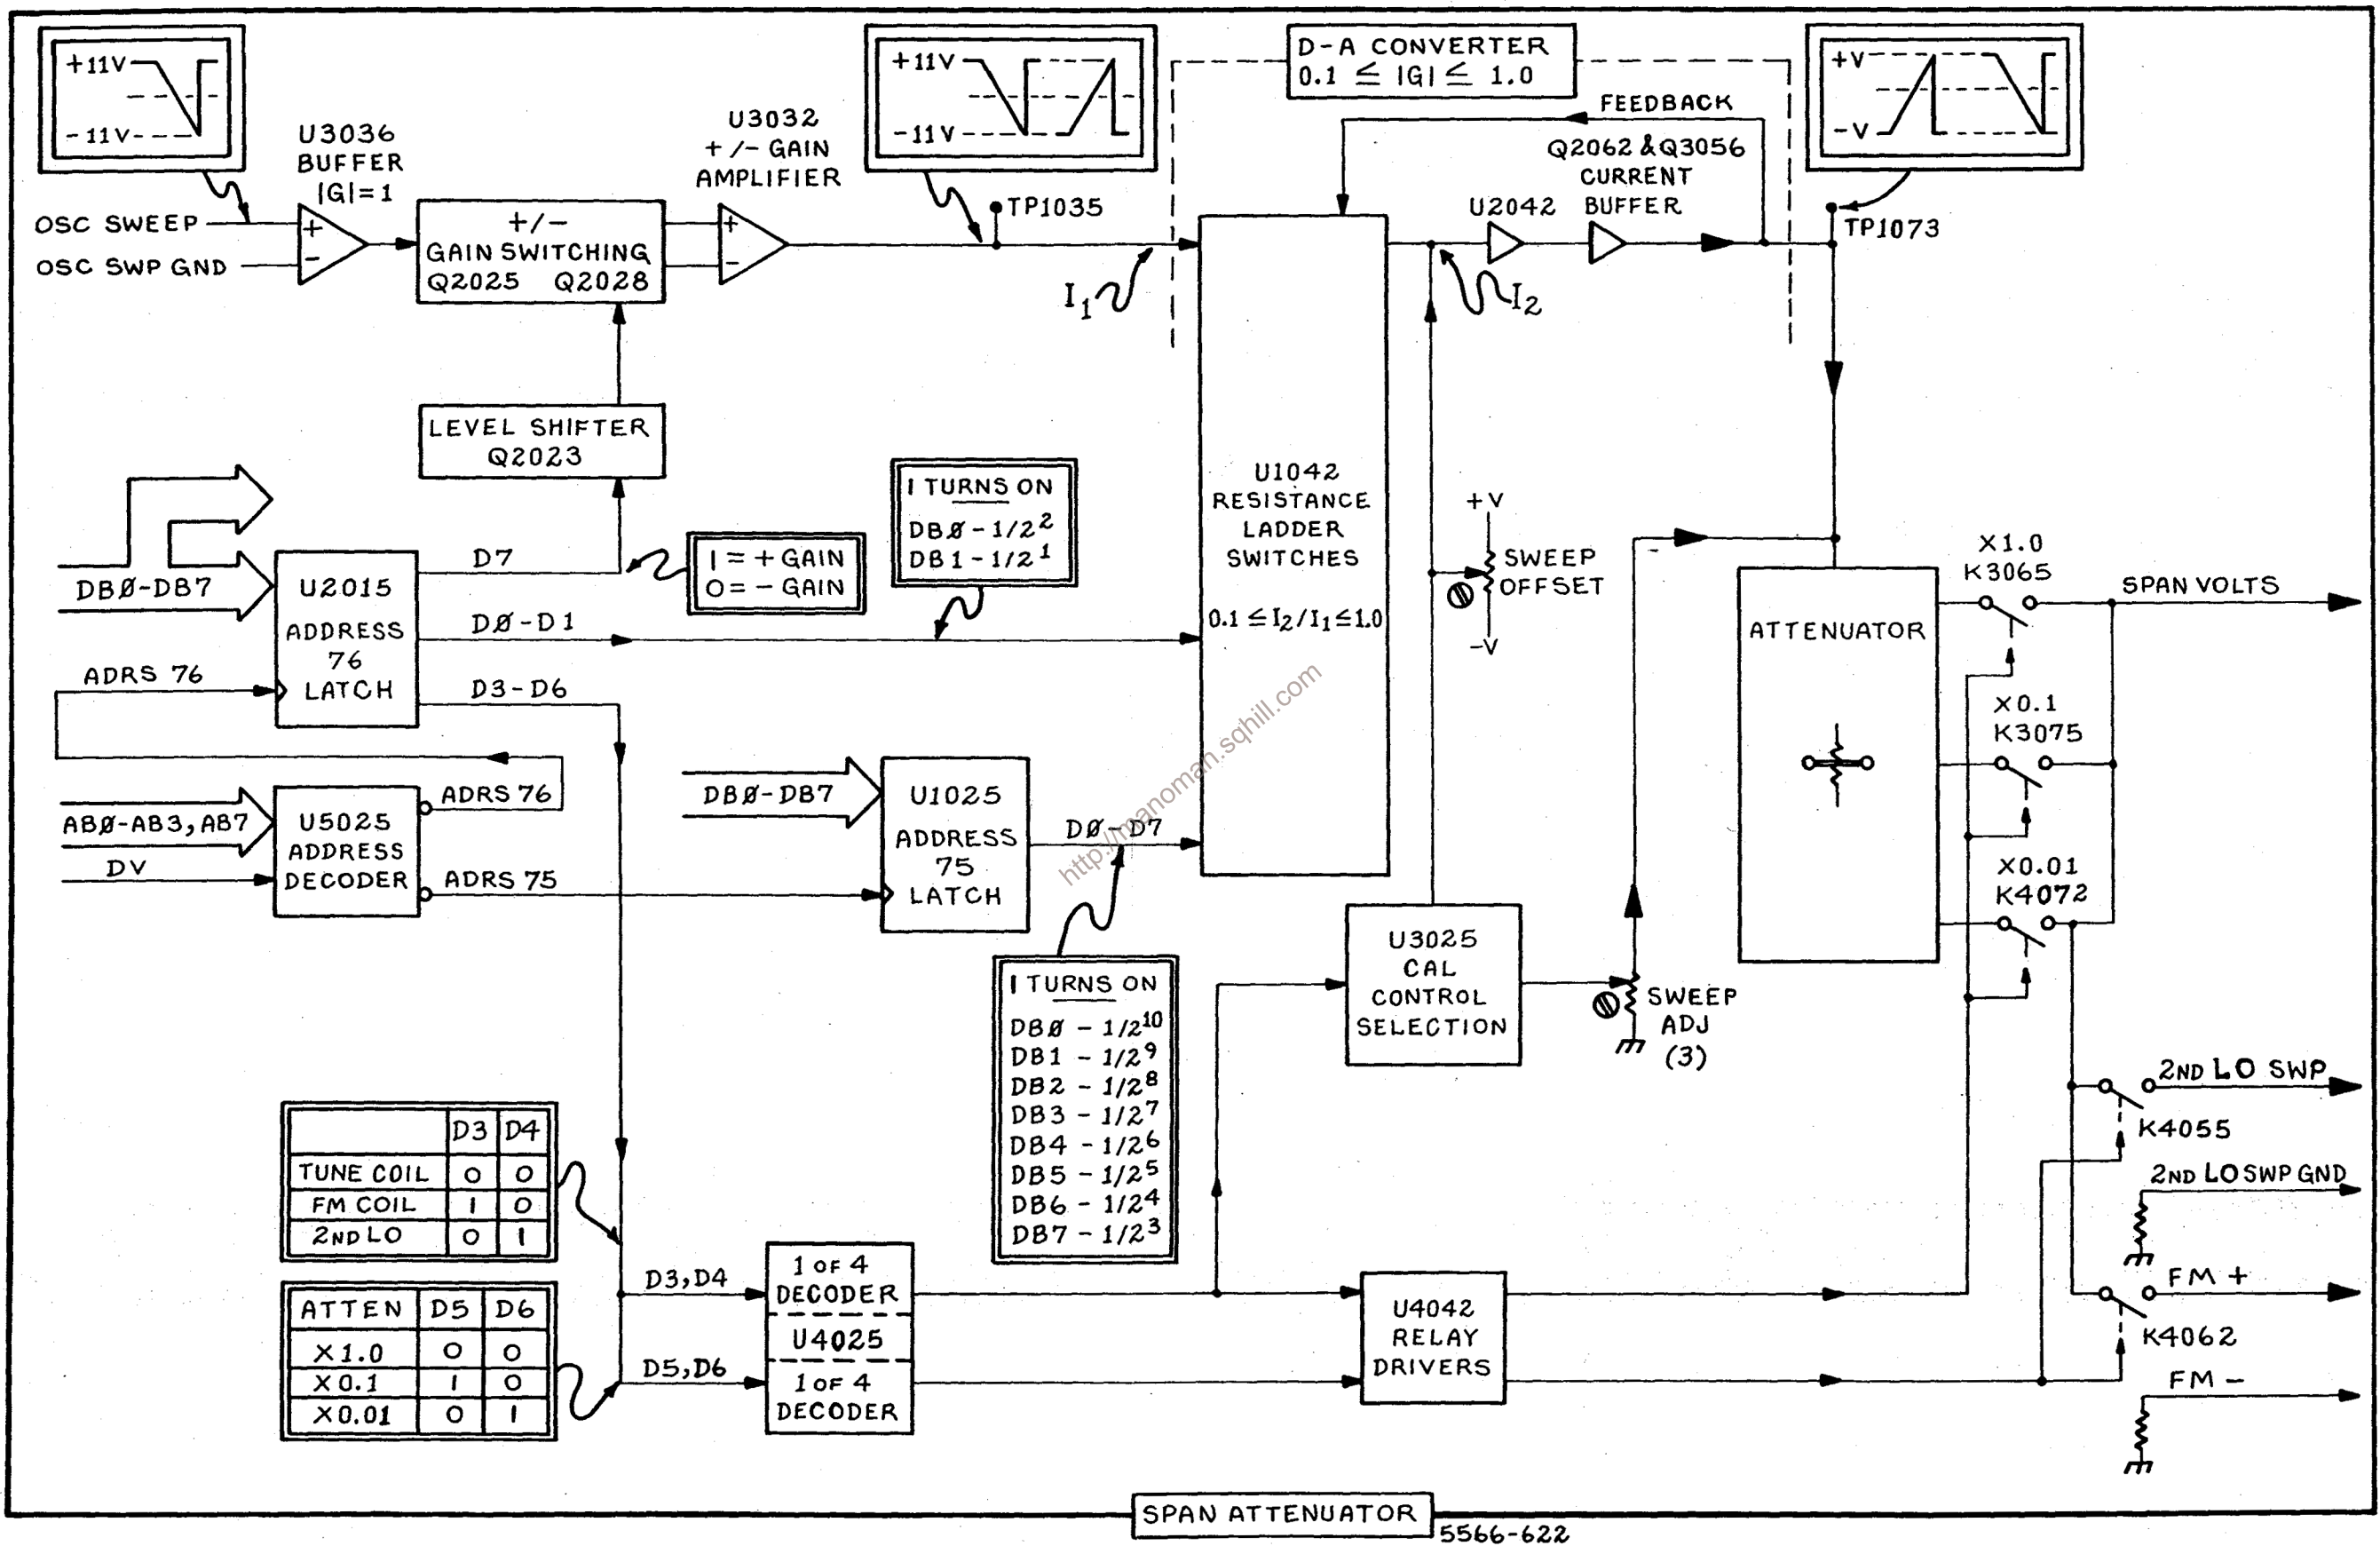 +11V
-11V
U3036
BUFFER
|G|=1
OSC SWEEP
OSC SWP GND
+
-
+/-
GAIN SWITCHING
Q2025 Q2028
U3032
+/- GAIN
AMPLIFIER
+
-
+11V
-11V
TP1035
I1
D-A CONVERTER
0.1 ≤ |G| ≤ 1.0
FEEDBACK
Q2062 & Q3056
CURRENT
BUFFER
U2042
I2
+V
-V
TP1073
LEVEL SHIFTER
Q2023
1 TURNS ON
DBØ - 1/2²
DB1 - 1/2¹
1 = + GAIN
0 = - GAIN
DBØ-DB7
U2015
ADDRESS
76
LATCH
D7
DØ-D1
D3-D6
ADRS 76
U1042
RESISTANCE
LADDER
SWITCHES
0.1 ≤ I2/I1 ≤ 1.0
+V
SWEEP
OFFSET
-V
ATTENUATOR
X1.0
K3065
SPAN VOLTS
X0.1
K3075
X0.01
K4072
ABØ-AB3, AB7
DV
U5025
ADDRESS
DECODER
ADRS 76
ADRS 75
DBØ-DB7
U1025
ADDRESS
75
LATCH
DØ-D7
http://manoman.sqhill.com
1 TURNS ON
DBØ - 1/2¹⁰
DB1 - 1/2⁹
DB2 - 1/2⁸
DB3 - 1/2⁷
DB4 - 1/2⁶
DB5 - 1/2⁵
DB6 - 1/2⁴
DB7 - 1/2³
U3025
CAL
CONTROL
SELECTION
SWEEP
ADJ
(3)
2ND LO SWP
K4055
2ND LO SWP GND
FM +
K4062
FM -
D3 D4
TUNE COIL 0 0
FM COIL 1 0
2ND LO 0 1
ATTEN D5 D6
X1.0 0 0
X0.1 1 0
X0.01 0 1
D3,D4
D5,D6
1 OF 4
DECODER
U4025
1 OF 4
DECODER
U4042
RELAY
DRIVERS
SPAN ATTENUATOR
5566-622